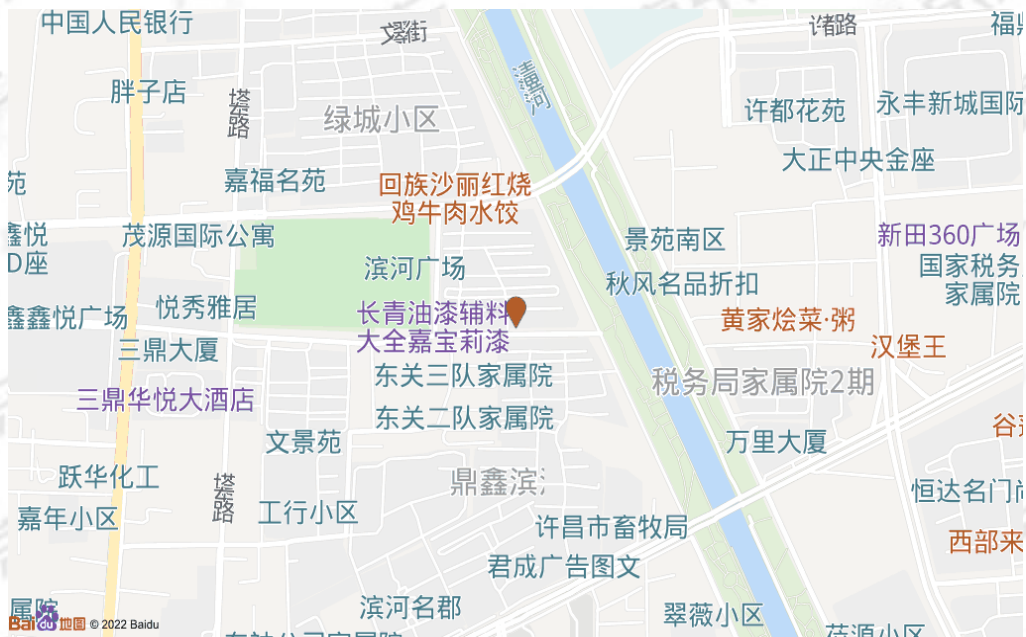 中国人民银行
文郡街
许诸路
福鼎
清潩河
胖子店
塔东路
绿城小区
许都花苑
永丰新城国际
大正中央金座
苑
嘉福名苑
回族沙丽红烧
鸡牛肉水饺
鑫悦
D座
茂源国际公寓
景苑南区
新田360广场
滨河广场
国家税务
家属院
秋风名品折扣
鑫鑫悦广场
悦秀雅居
长青油漆辅料
大全嘉宝莉漆
黄家烩菜·粥
三鼎大厦
汉堡王
东关三队家属院
税务局家属院2期
三鼎华悦大酒店
东关二队家属院
文景苑
万里大厦
跃华化工
鼎鑫滨
塔东路
恒达名门尚
嘉年小区
工行小区
许昌市畜牧局
西部来
君成广告图文
属院
滨河名郡
翠薇小区
Bai du 地图 © 2022 Baidu
菏源小区